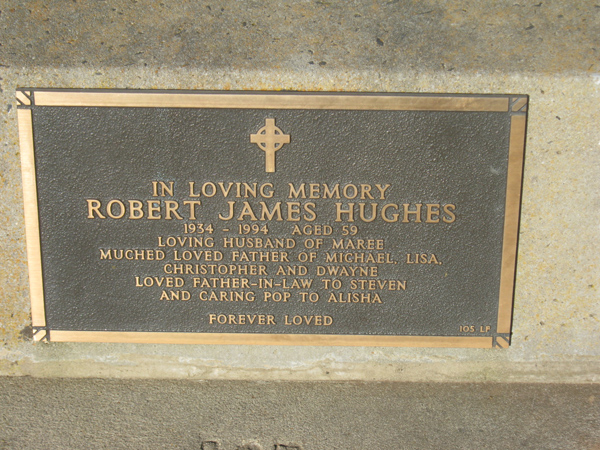 IN LOVING MEMORY
ROBERT JAMES HUGHES
1934 - 1994 AGED 59
LOVING HUSBAND OF MAREE
MUCHED LOVED FATHER OF MICHAEL, LISA,
CHRISTOPHER AND DWAYNE
LOVED FATHER-IN-LAW TO STEVEN
AND CARING POP TO ALISHA
FOREVER LOVED
105 LF